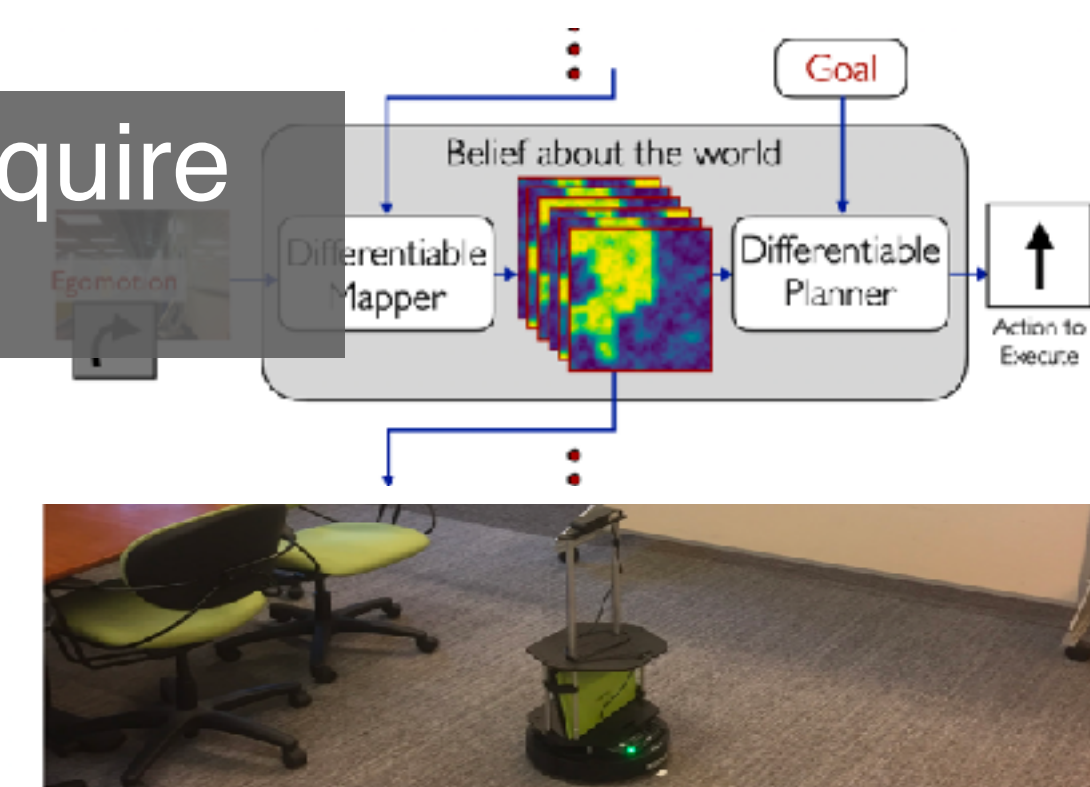 Goal
Belief about the world
quire
Egomotion
Differentiable
Mapper
Differentiable
Planner
Action to
Execute